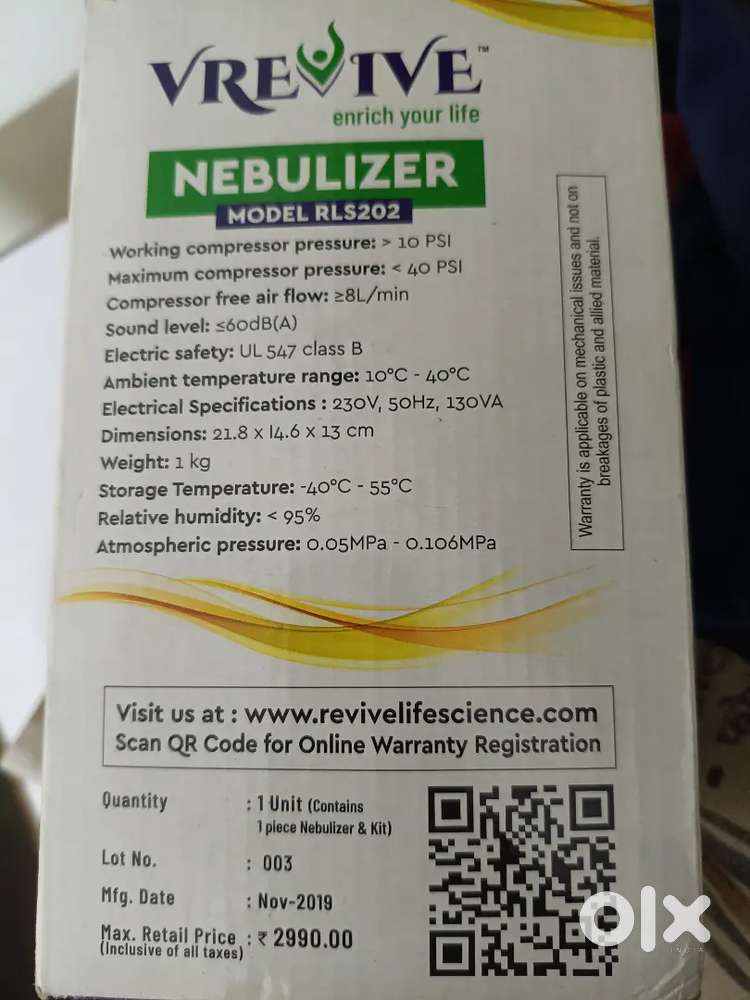 VREVIVE™
enrich your life
NEBULIZER
MODEL RLS202
Working compressor pressure: > 10 PSI
Maximum compressor pressure: < 40 PSI
Compressor free air flow: ≥8L/min
Sound level: ≤60dB(A)
Electric safety: UL 547 class B
Ambient temperature range: 10°C - 40°C
Electrical Specifications : 230V, 50Hz, 130VA
Dimensions: 21.8 x 14.6 x 13 cm
Weight: 1 kg
Storage Temperature: -40°C - 55°C
Relative humidity: < 95%
Atmospheric pressure: 0.05MPa - 0.106MPa
Warranty is applicable on mechanical issues and not on
breakages of plastic and allied material.
Visit us at : www.revivelifescience.com
Scan QR Code for Online Warranty Registration
Quantity : 1 Unit (Contains
1 piece Nebulizer & Kit)
Lot No. : 003
Mfg. Date : Nov-2019
Max. Retail Price : ₹ 2990.00
(Inclusive of all taxes)
olx
INDIA